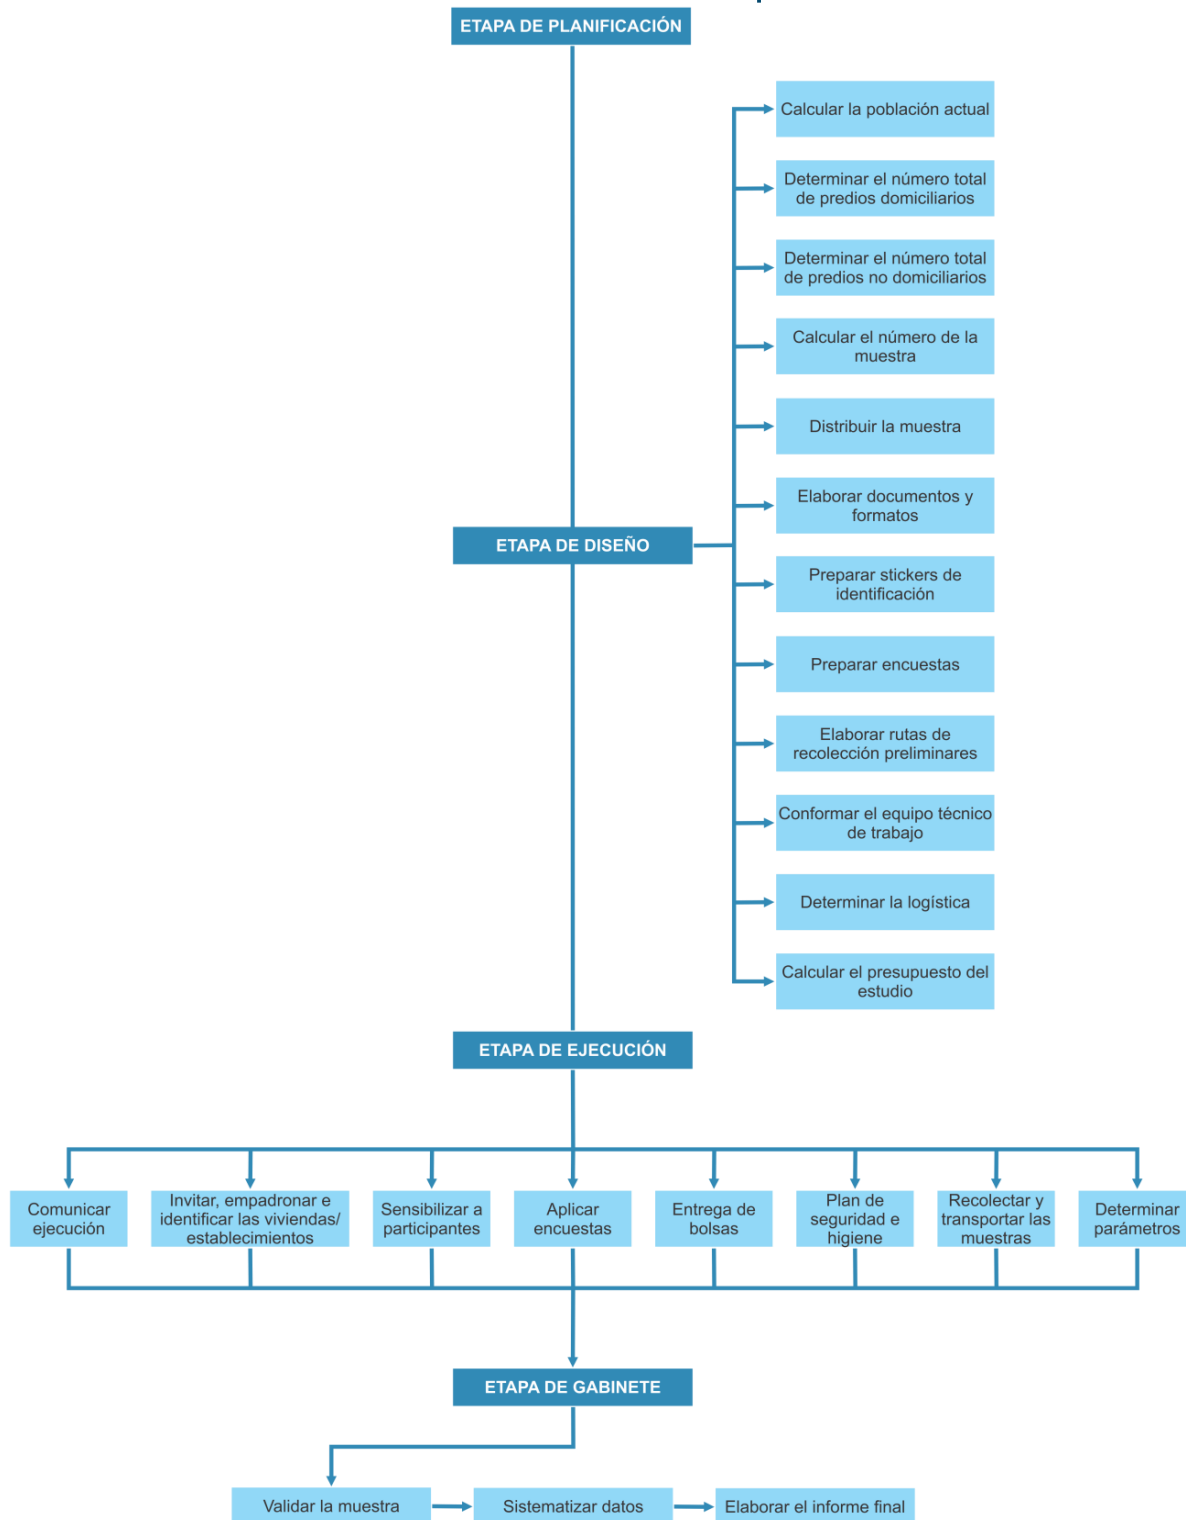 ETAPA DE PLANIFICACIÓN
Calcular la población actual
Determinar el número total
de predios domiciliarios
Determinar el número total
de predios no domiciliarios
Calcular el número de la
muestra
Distribuir la muestra
Elaborar documentos y
formatos
ETAPA DE DISEÑO
Preparar stickers de
identificación
Preparar encuestas
Elaborar rutas de
recolección preliminares
Conformar el equipo técnico
de trabajo
Determinar la logística
Calcular el presupuesto del
estudio
ETAPA DE EJECUCIÓN
Comunicar
ejecución
Invitar, empadronar e
identificar las viviendas/
establecimientos
Sensibilizar a
participantes
Aplicar
encuestas
Entrega de
bolsas
Plan de
seguridad e
higiene
Recolectar y
transportar las
muestras
Determinar
parámetros
ETAPA DE GABINETE
Validar la muestra
Sistematizar datos
Elaborar el informe final